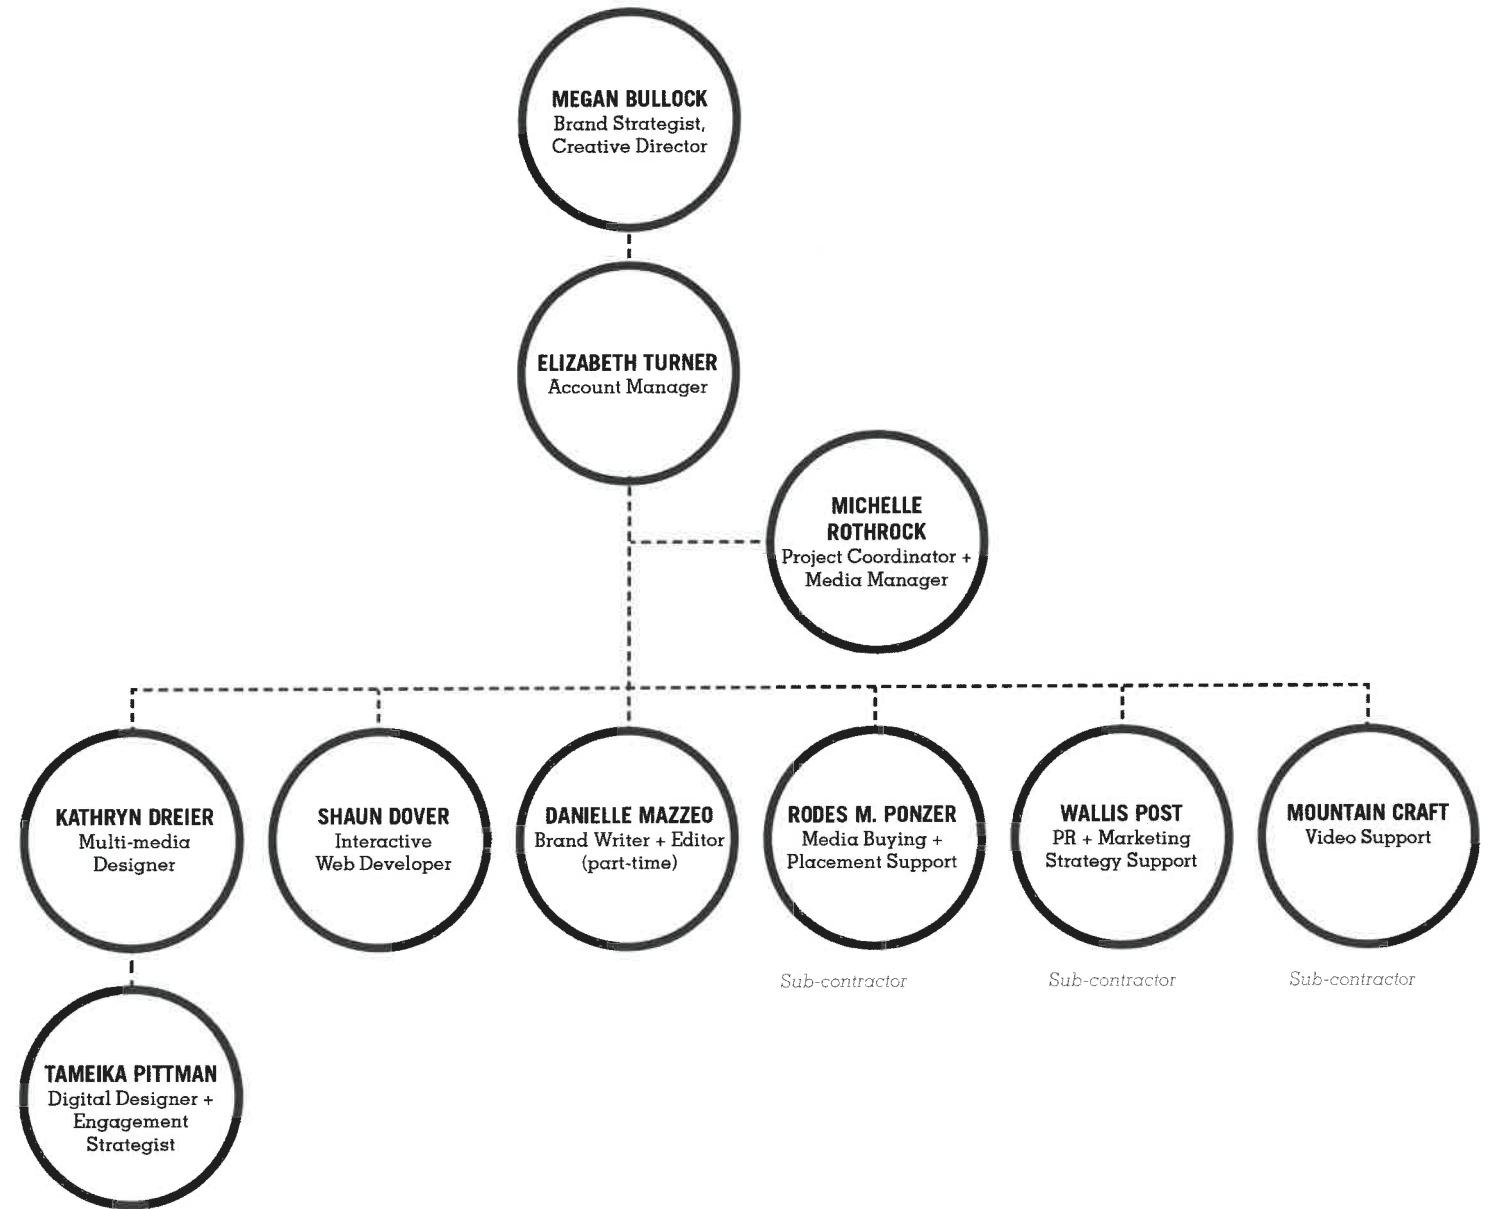 MEGAN BULLOCK
Brand Strategist,
Creative Director
ELIZABETH TURNER
Account Manager
MICHELLE
ROTHROCK
Project Coordinator +
Media Manager
KATHRYN DREIER
Multi-media
Designer
SHAUN DOVER
Interactive
Web Developer
DANIELLE MAZZEO
Brand Writer + Editor
(part-time)
RODES M. PONZER
Media Buying +
Placement Support
WALLIS POST
PR + Marketing
Strategy Support
MOUNTAIN CRAFT
Video Support
Sub-contractor
Sub-contractor
Sub-contractor
TAMEIKA PITTMAN
Digital Designer +
Engagement
Strategist